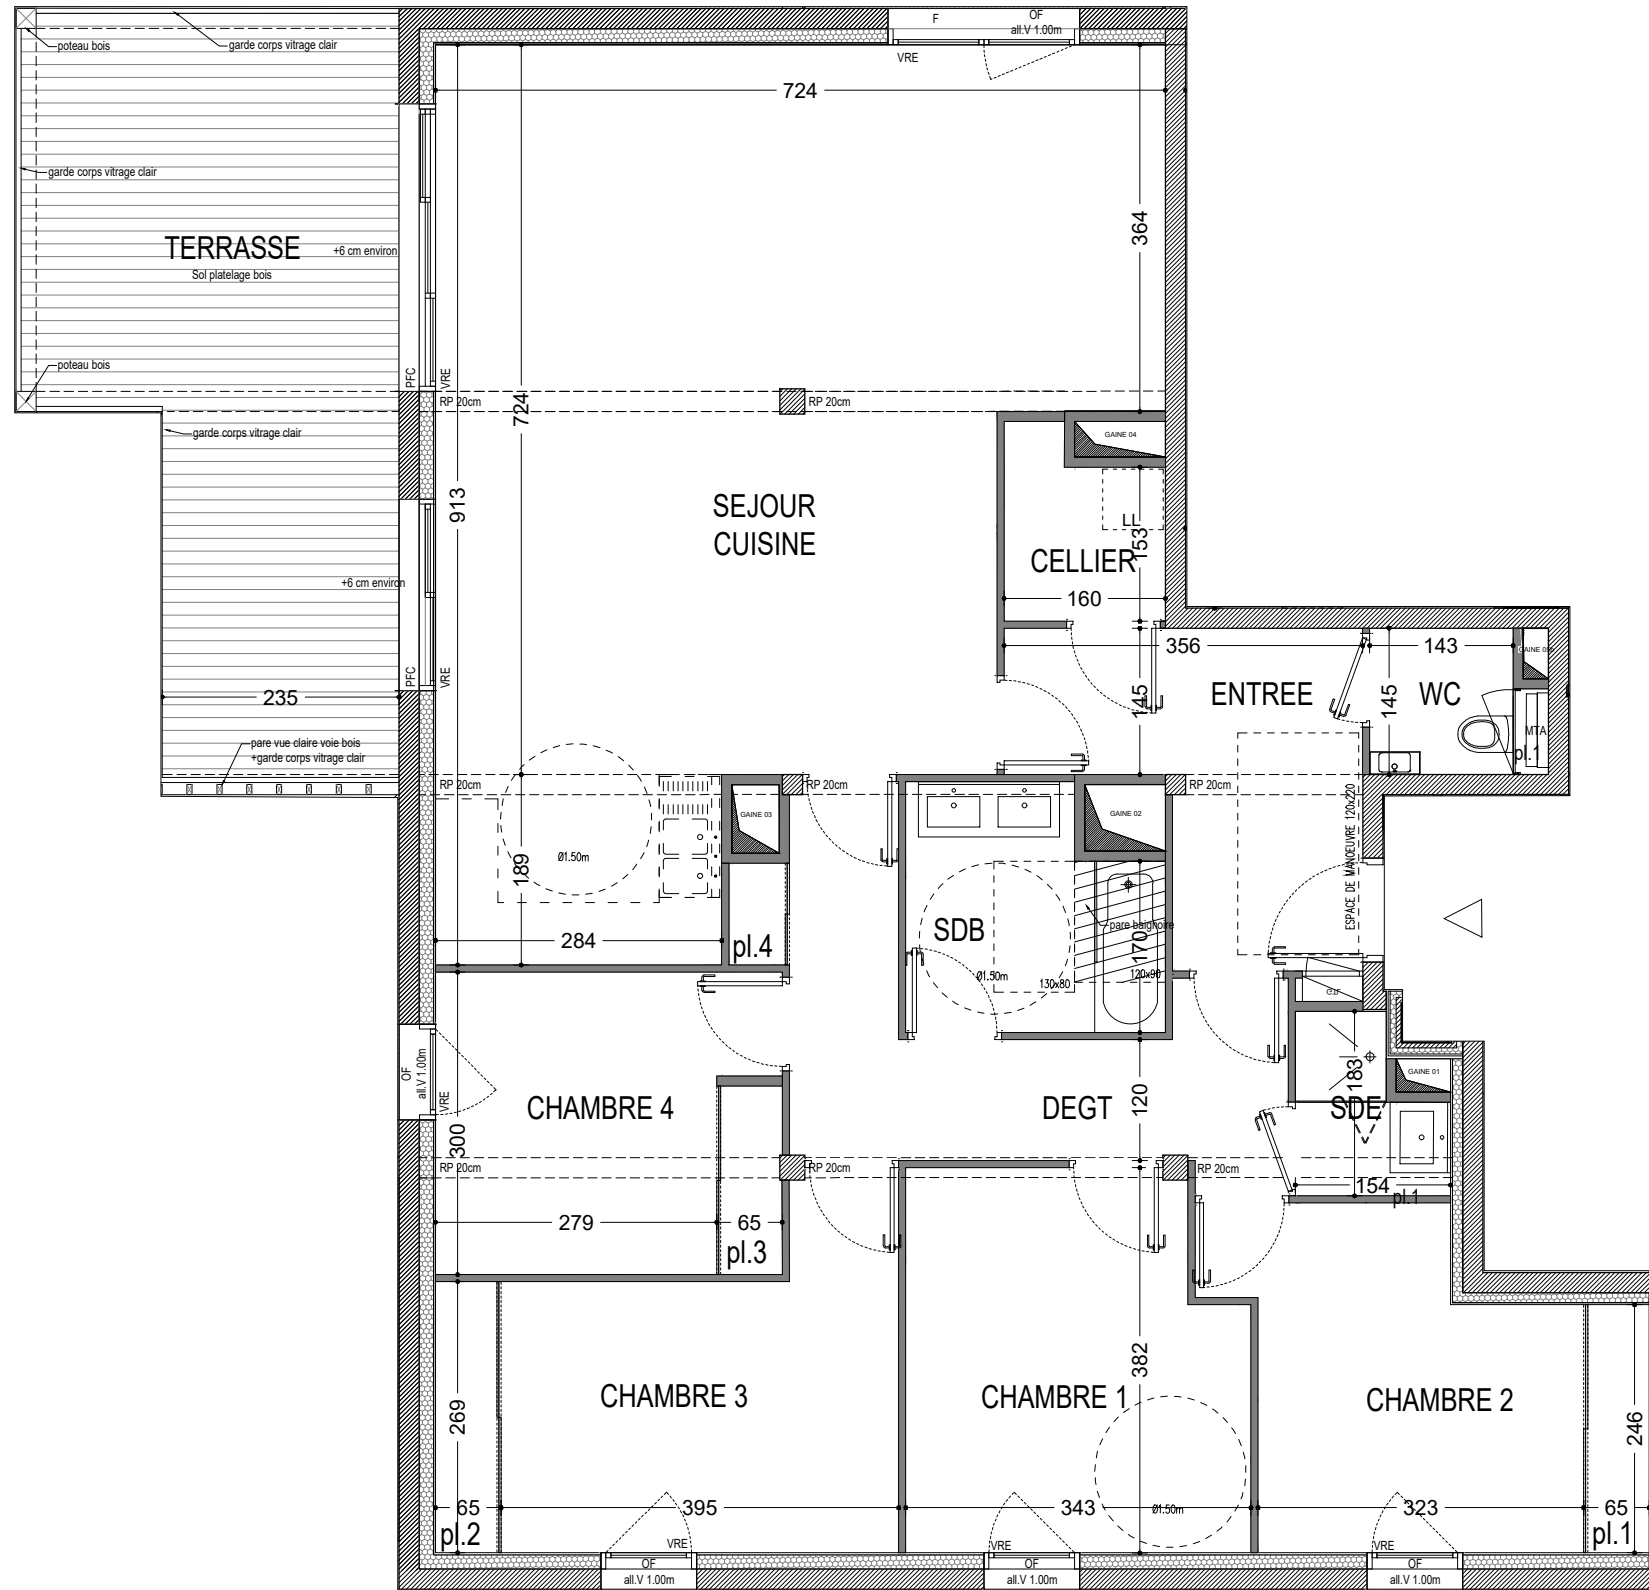 F
OF
all.V 1.00m
VRE
poteau bois
garde corps vitrage clair
724
garde corps vitrage clair
364
TERRASSE
+6 cm environ
Sol platelage bois
poteau bois
PFC
VRE
RP 20cm
RP 20cm
724
garde corps vitrage clair
GAINE 04
913
SEJOUR
CUISINE
LL
153
CELLIER
+6 cm environ
160
356
143
GAINE 05b
PFC
VRE
235
145
ENTREE
145
WC
MTA
pl.1
pare vue claire voie bois
+garde corps vitrage clair
RP 20cm
RP 20cm
RP 20cm
GAINE 03
GAINE 02
ESPACE DE MANOEUVRE 120x220
Ø1.50m
189
284
pl.4
SDB
pare baignoire
170
Ø1.50m
130x80
120x90
GTF
OF
all.V 1.00m
VRE
CHAMBRE 4
300
DEGT
120
183
SDE
GAINE 01
RP 20cm
RP 20cm
RP 20cm
154
pl.1
279
65
pl.3
CHAMBRE 3
269
CHAMBRE 1
382
CHAMBRE 2
246
65
pl.2
395
343
Ø1.50m
323
65
pl.1
VRE
OF
all.V 1.00m
VRE
OF
all.V 1.00m
VRE
OF
all.V 1.00m